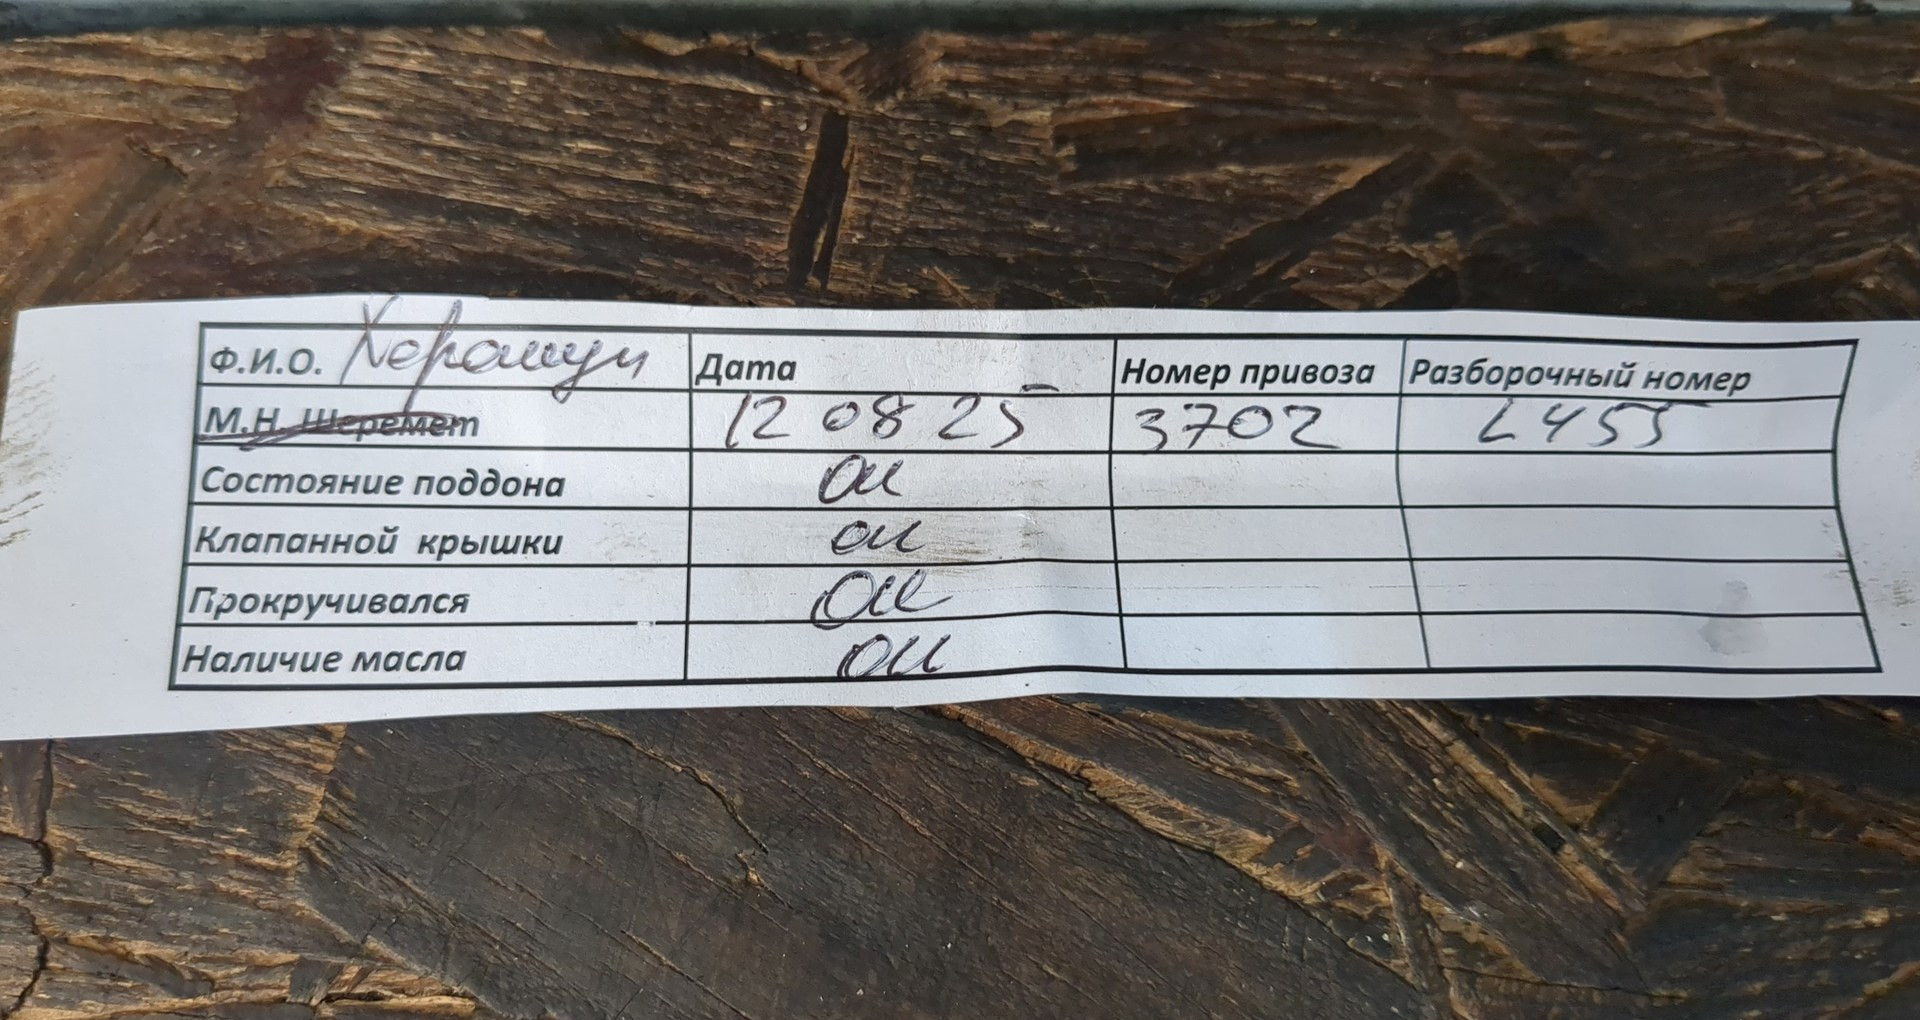 Ф.И.О. Дата Номер привоза Разборочный номер
М.Н. Шеремет 12 08 25 3702 L455
Состояние поддона ок
Клапанной крышки ок
Прокручивался ок
Наличие масла ок